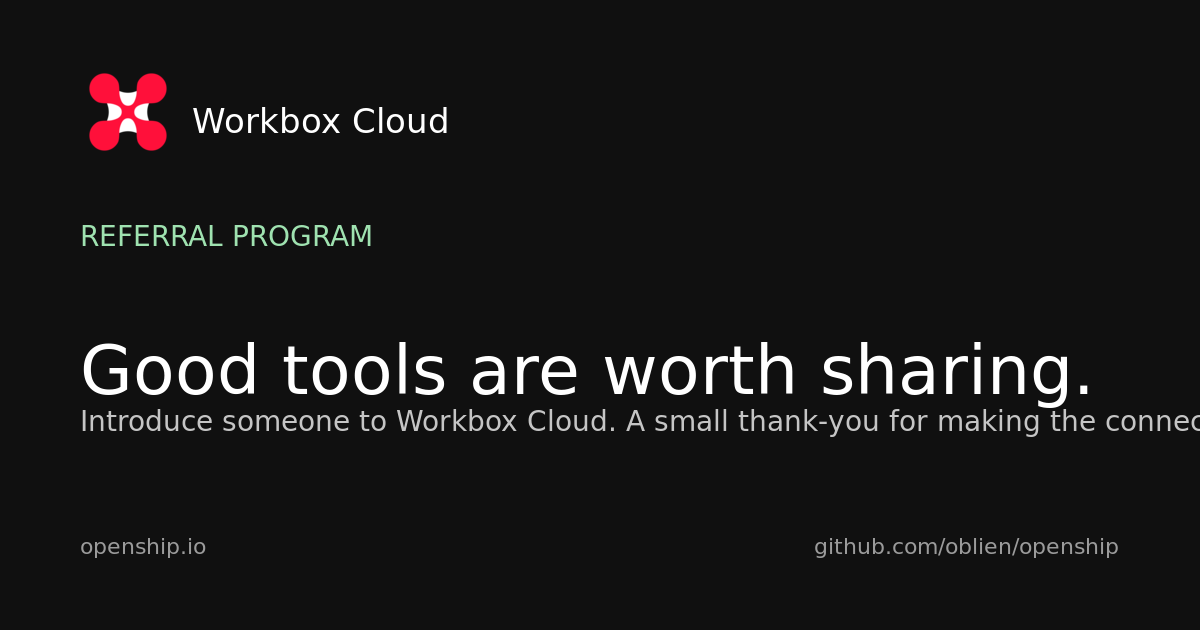 Workbox Cloud
REFERRAL PROGRAM
Good tools are worth sharing.
Introduce someone to Workbox Cloud. A small thank-you for making the
openship.io
github.com/oblien/openship